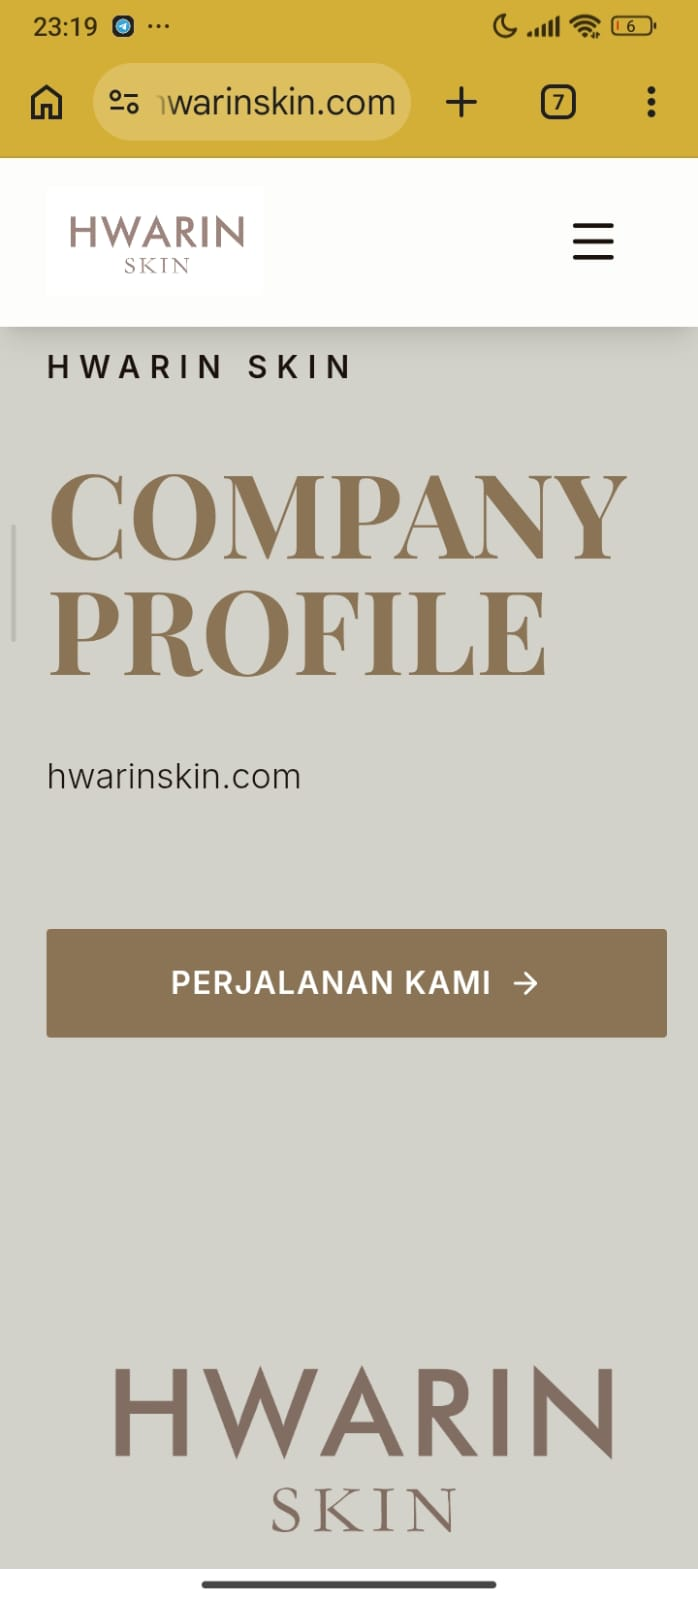 23:19
6
warinskin.com
7
HWARIN
SKIN
HWARIN SKIN
COMPANY
PROFILE
hwarinskin.com
PERJALANAN KAMI →
HWARIN
SKIN